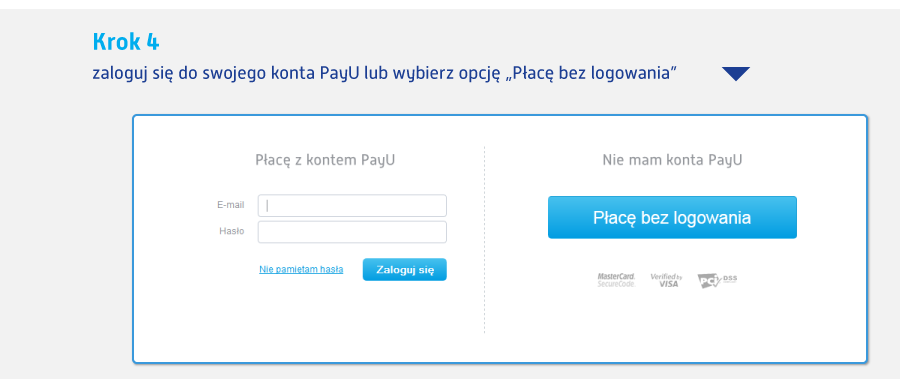 Krok 4
zaloguj się do swojego konta PayU lub wybierz opcję „Płacę bez logowania”
Płacę z kontem PayU
E-mail
Hasło
Nie pamiętam hasła
Zaloguj się
Nie mam konta PayU
Płacę bez logowania
MasterCard.
SecureCode.
Verified by
VISA
PCI DSS